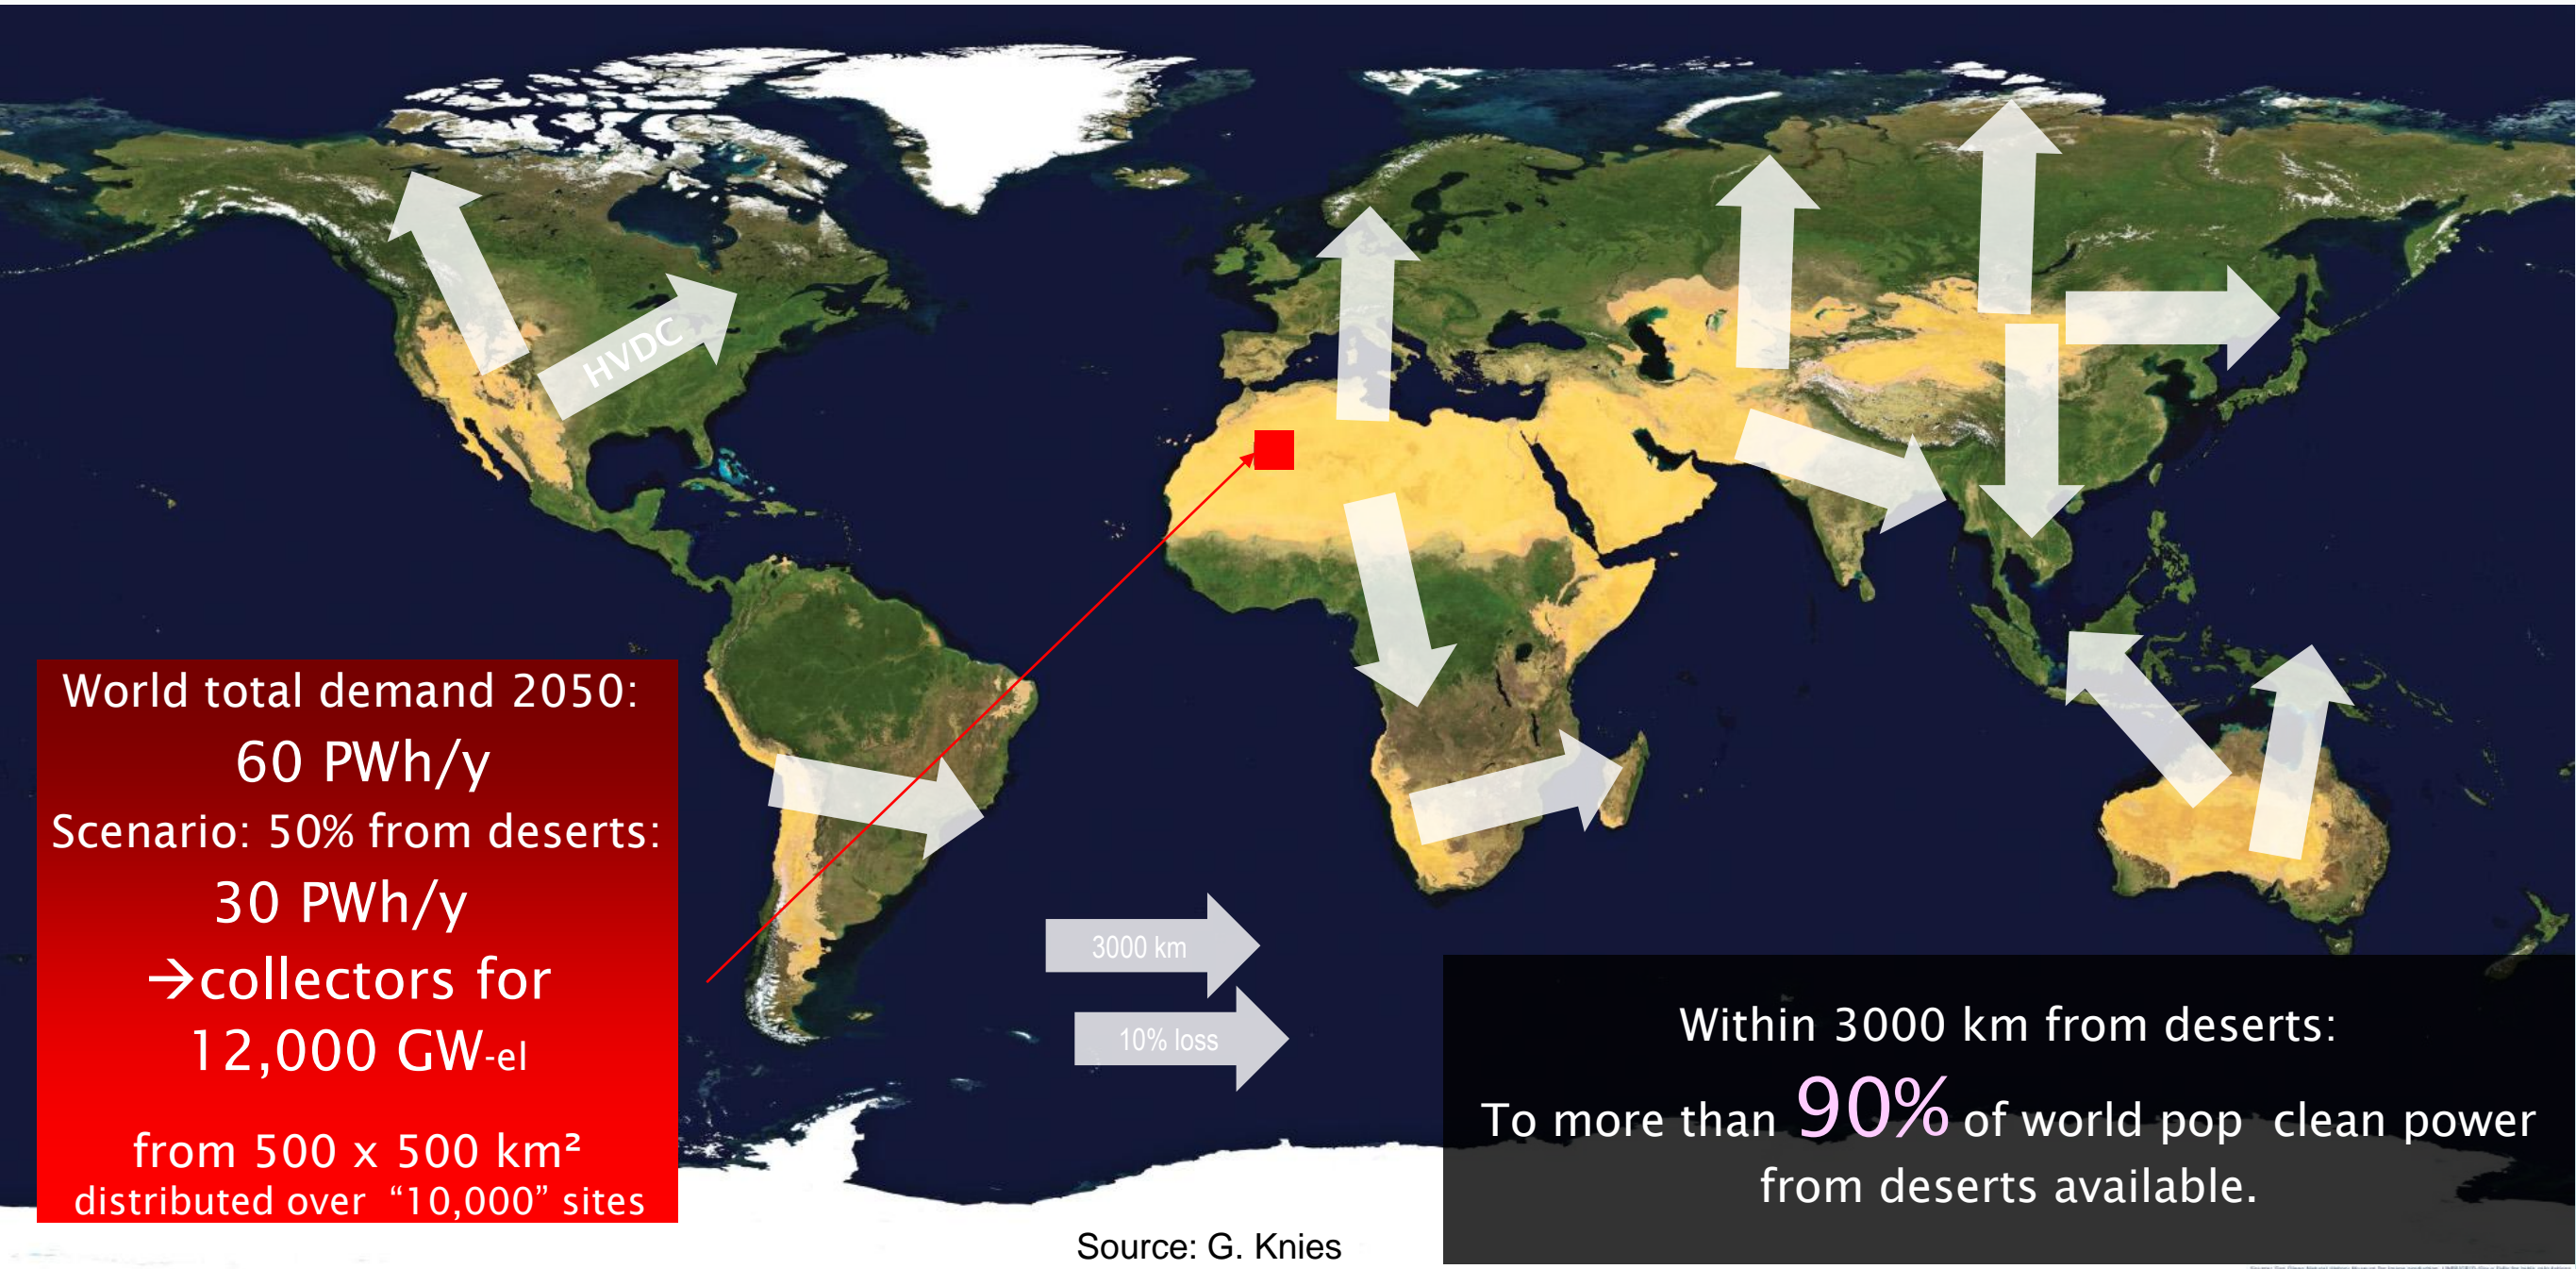 HVDC
World total demand 2050:
60 PWh/y
Scenario: 50% from deserts:
30 PWh/y
→collectors for
12,000 GW-el
from 500 x 500 km²
distributed over “10,000” sites
3000 km
10% loss
Within 3000 km from deserts:
To more than 90% of world pop clean power
from deserts available.
Source: G. Knies